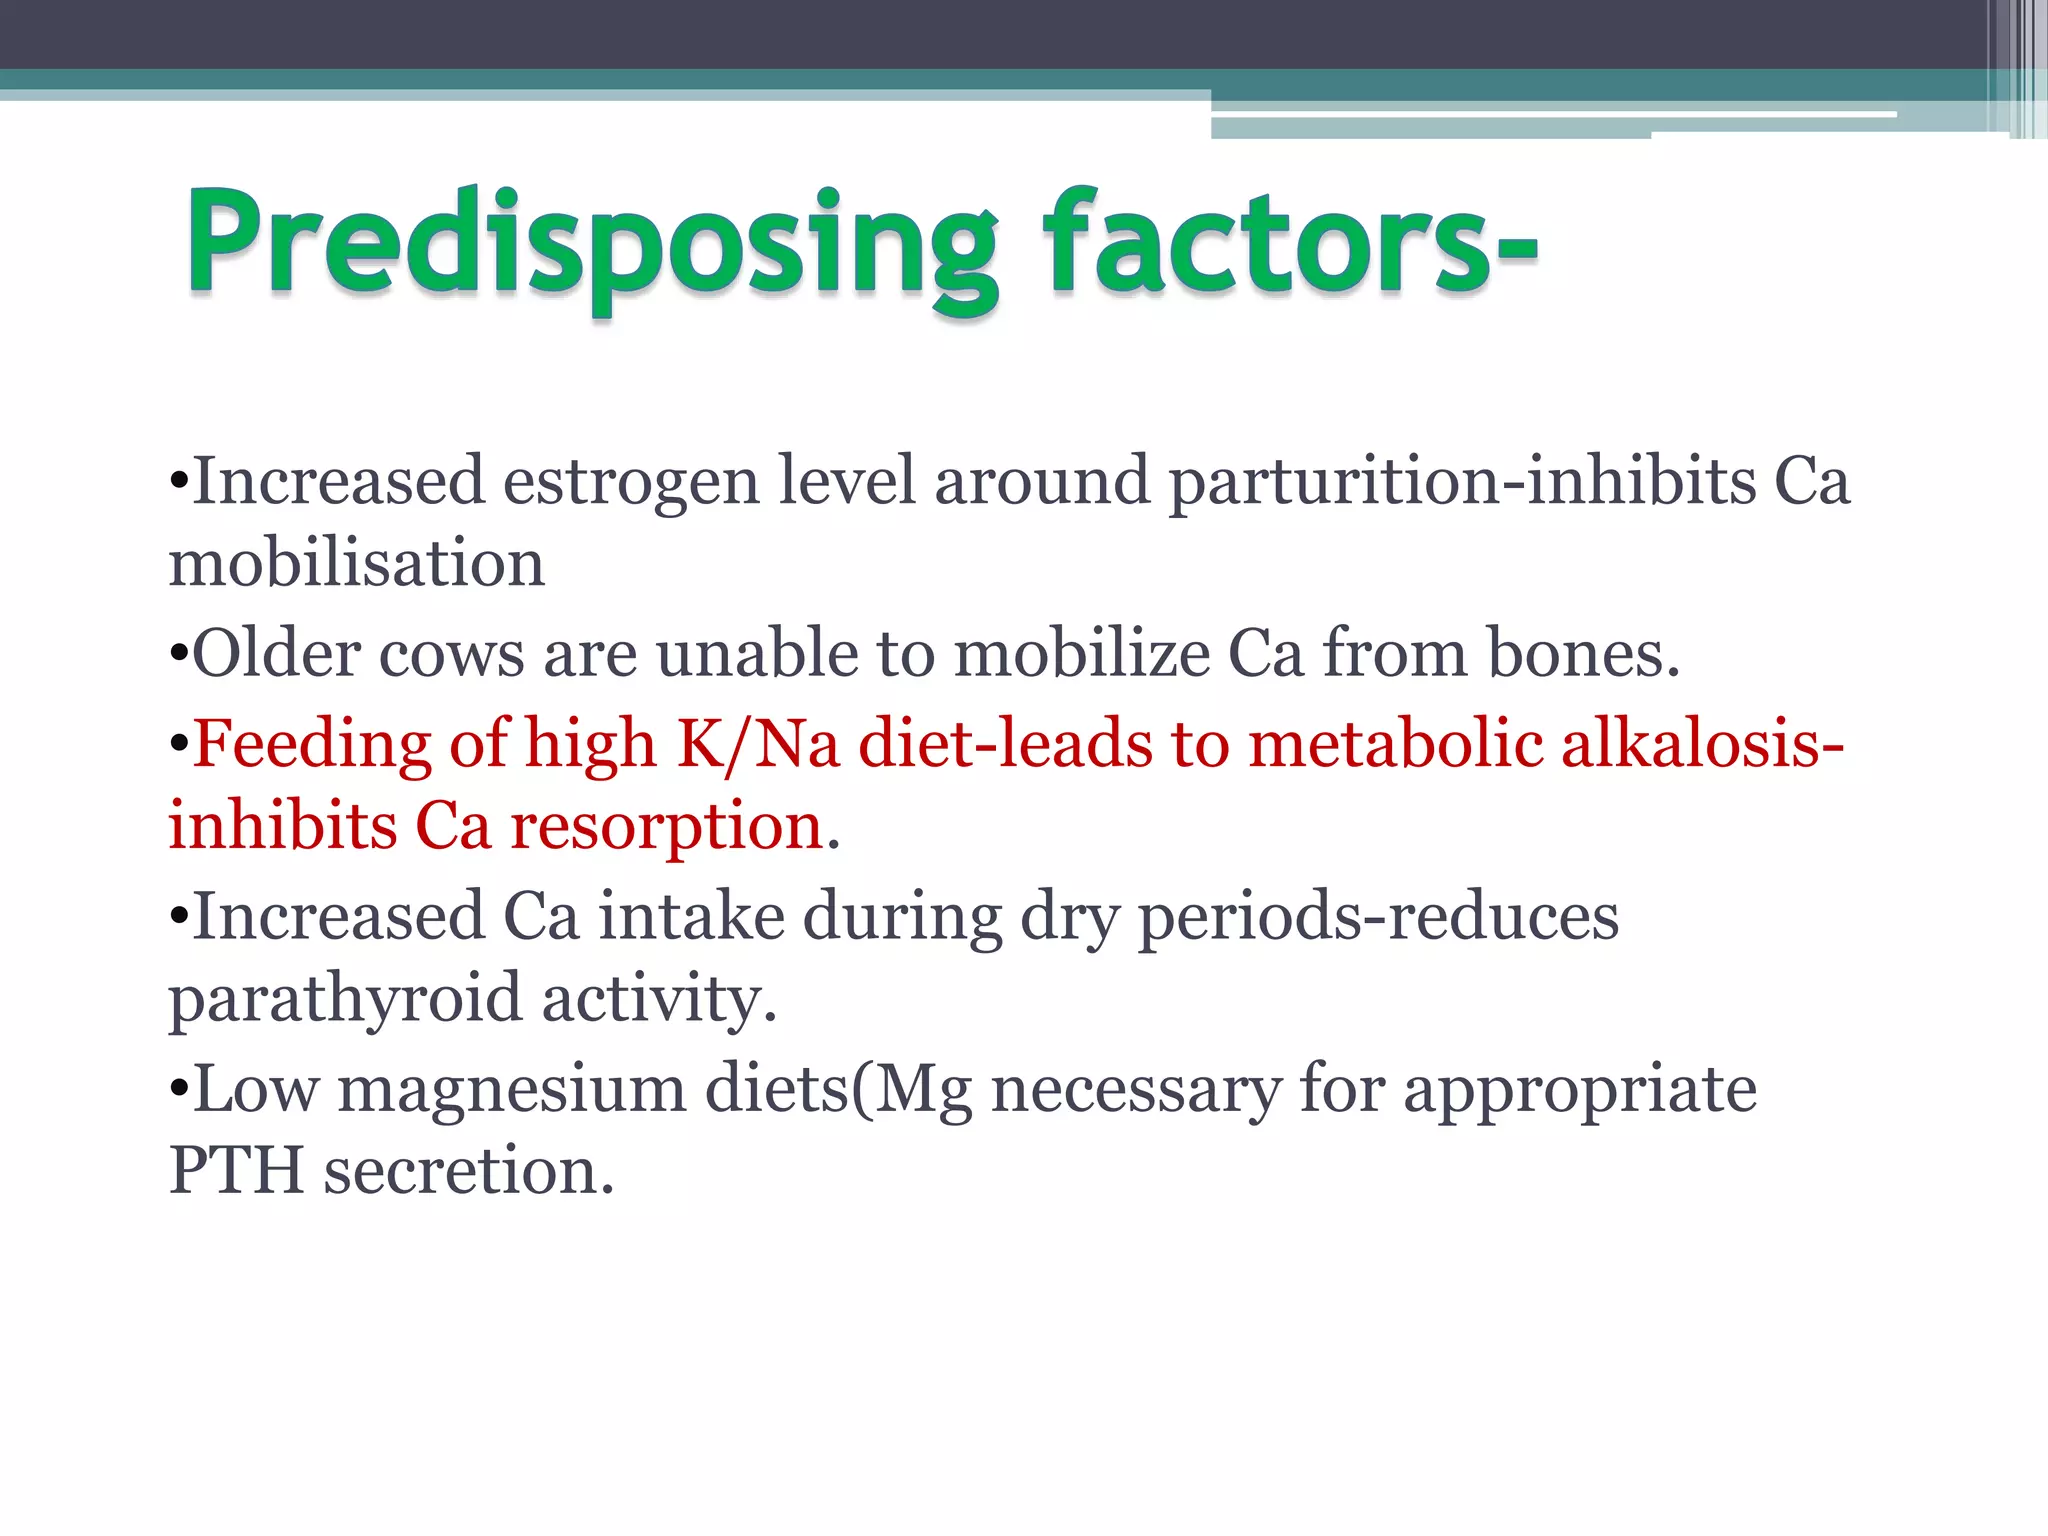 Predisposing factors-
•Increased estrogen level around parturition-inhibits Ca
mobilisation
•Older cows are unable to mobilize Ca from bones.
•Feeding of high K/Na diet-leads to metabolic alkalosis-
inhibits Ca resorption.
•Increased Ca intake during dry periods-reduces
parathyroid activity.
•Low magnesium diets(Mg necessary for appropriate
PTH secretion.